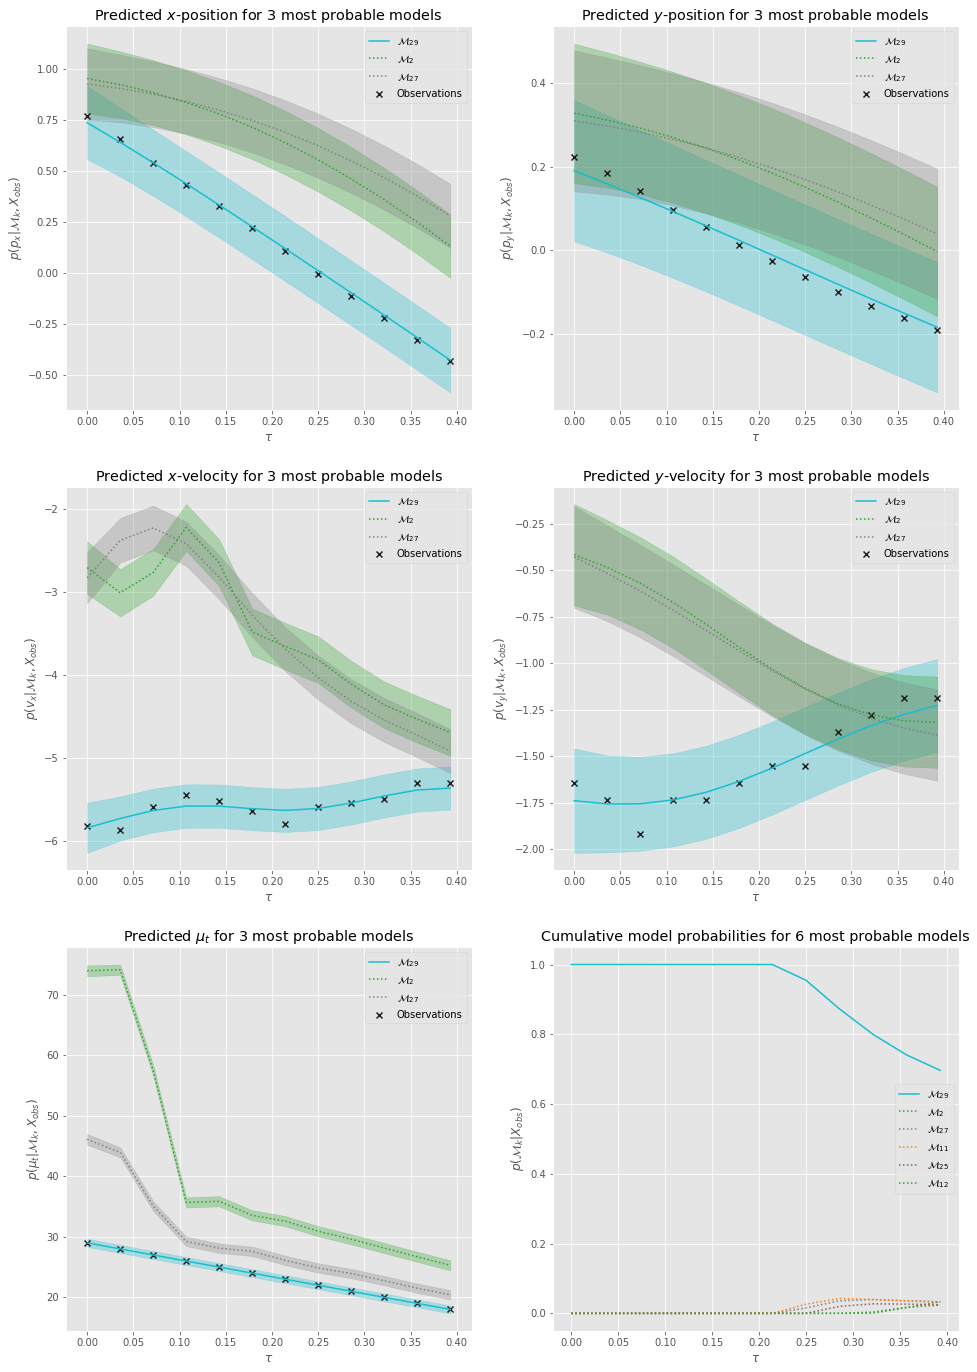 Predicted x-position for 3 most probable models
p(pₓ|ℳₖ, X_obs)
1.00
0.75
0.50
0.25
0.00
−0.25
−0.50
ℳ₂₉
ℳ₂
ℳ₂₇
Observations
0.00 0.05 0.10 0.15 0.20 0.25 0.30 0.35 0.40
τ
Predicted y-position for 3 most probable models
p(p_y|ℳₖ, X_obs)
0.4
0.2
0.0
−0.2
ℳ₂₉
ℳ₂
ℳ₂₇
Observations
0.00 0.05 0.10 0.15 0.20 0.25 0.30 0.35 0.40
τ
Predicted x-velocity for 3 most probable models
p(vₓ|ℳₖ, X_obs)
−2
−3
−4
−5
−6
ℳ₂₉
ℳ₂
ℳ₂₇
Observations
0.00 0.05 0.10 0.15 0.20 0.25 0.30 0.35 0.40
τ
Predicted y-velocity for 3 most probable models
p(v_y|ℳₖ, X_obs)
−0.25
−0.50
−0.75
−1.00
−1.25
−1.50
−1.75
−2.00
ℳ₂₉
ℳ₂
ℳ₂₇
Observations
0.00 0.05 0.10 0.15 0.20 0.25 0.30 0.35 0.40
τ
Predicted μₜ for 3 most probable models
p(μₜ|ℳₖ, X_obs)
70
60
50
40
30
20
ℳ₂₉
ℳ₂
ℳ₂₇
Observations
0.00 0.05 0.10 0.15 0.20 0.25 0.30 0.35 0.40
τ
Cumulative model probabilities for 6 most probable models
p(ℳₖ|X_obs)
1.0
0.8
0.6
0.4
0.2
0.0
ℳ₂₉
ℳ₂
ℳ₂₇
ℳ₁₁
ℳ₂₅
ℳ₁₂
0.00 0.05 0.10 0.15 0.20 0.25 0.30 0.35 0.40
τ